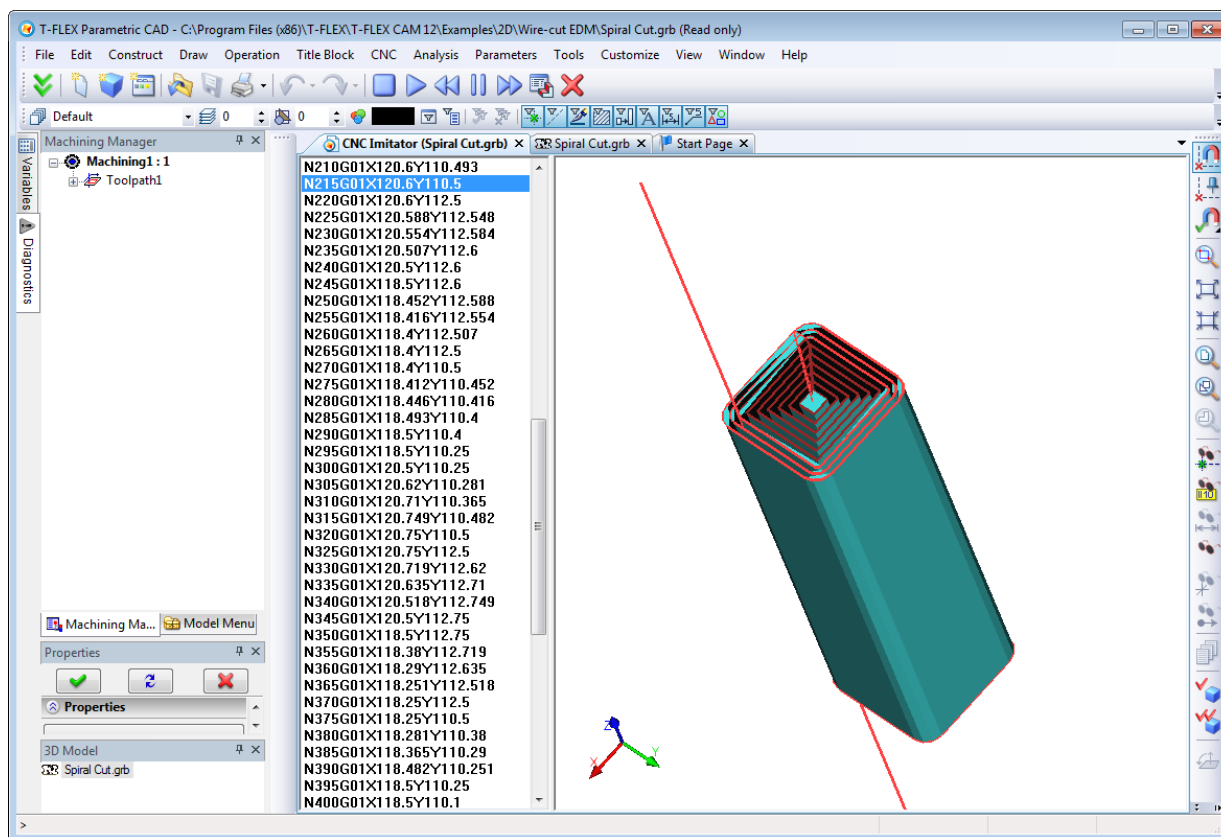 T-FLEX Parametric CAD - C:\Program Files (x86)\T-FLEX\T-FLEX CAM 12\Examples\2D\Wire-cut EDM\Spiral Cut.grb (Read only)
File Edit Construct Draw Operation Title Block CNC Analysis Parameters Tools Customize View Window Help
Default 0 0
Machining Manager
Machining1 : 1
Toolpath1
Variables
Diagnostics
CNC Imitator (Spiral Cut.grb) Spiral Cut.grb Start Page
N210G01X120.6Y110.493
N215G01X120.6Y110.5
N220G01X120.6Y112.5
N225G01X120.588Y112.548
N230G01X120.554Y112.584
N235G01X120.507Y112.6
N240G01X120.5Y112.6
N245G01X118.5Y112.6
N250G01X118.452Y112.588
N255G01X118.416Y112.554
N260G01X118.4Y112.507
N265G01X118.4Y112.5
N270G01X118.4Y110.5
N275G01X118.412Y110.452
N280G01X118.446Y110.416
N285G01X118.493Y110.4
N290G01X118.5Y110.4
N295G01X118.5Y110.25
N300G01X120.5Y110.25
N305G01X120.62Y110.281
N310G01X120.71Y110.365
N315G01X120.749Y110.482
N320G01X120.75Y110.5
N325G01X120.75Y112.5
N330G01X120.719Y112.62
N335G01X120.635Y112.71
N340G01X120.518Y112.749
N345G01X120.5Y112.75
N350G01X118.5Y112.75
N355G01X118.38Y112.719
N360G01X118.29Y112.635
N365G01X118.251Y112.518
N370G01X118.25Y112.5
N375G01X118.25Y110.5
N380G01X118.281Y110.38
N385G01X118.365Y110.29
N390G01X118.482Y110.251
N395G01X118.5Y110.25
N400G01X118.5Y110.1
Machining Ma... Model Menu
Properties
Properties
3D Model
Spiral Cut.grb
Z
Y
X
10
>